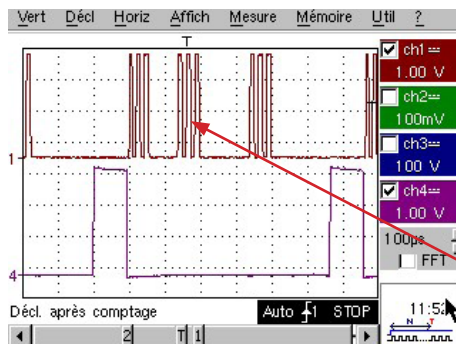 Vert Décl Horiz Affich Mesure Mémoire Util ?
T
ch1
1.00 V
ch2
100mV
ch3
100 V
ch4
1.00 V
100µs
FFT
1
4
Décl. après comptage Auto 1 STOP
11:52
N T
2 T 1